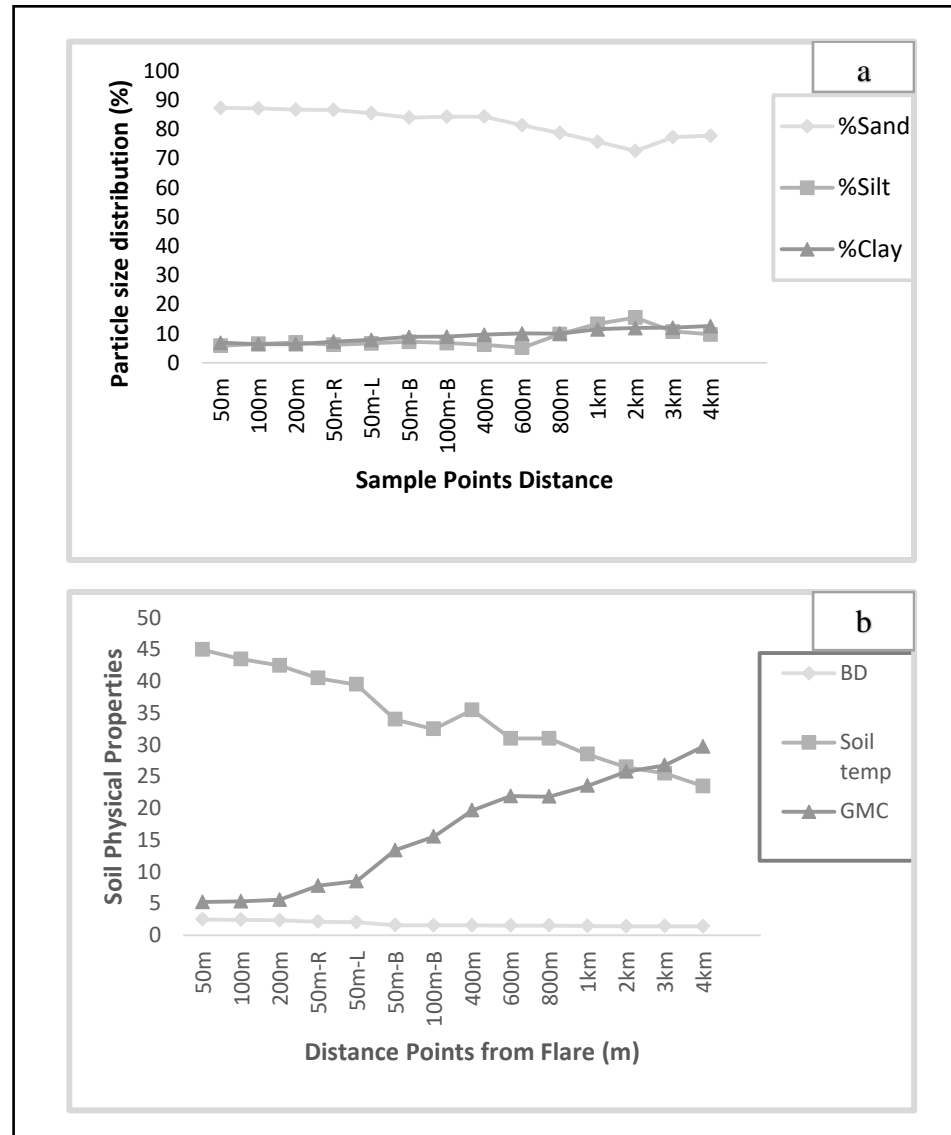 a
Particle size distribution (%)
100
90
80
70
60
50
40
30
20
10
0
50m
100m
200m
50m-R
50m-L
50m-B
100m-B
400m
600m
800m
1km
2km
3km
4km
Sample Points Distance
%Sand
%Silt
%Clay
b
Soil Physical Properties
50
45
40
35
30
25
20
15
10
5
0
50m
100m
200m
50m-R
50m-L
50m-B
100m-B
400m
600m
800m
1km
2km
3km
4km
Distance Points from Flare (m)
BD
Soil
temp
GMC